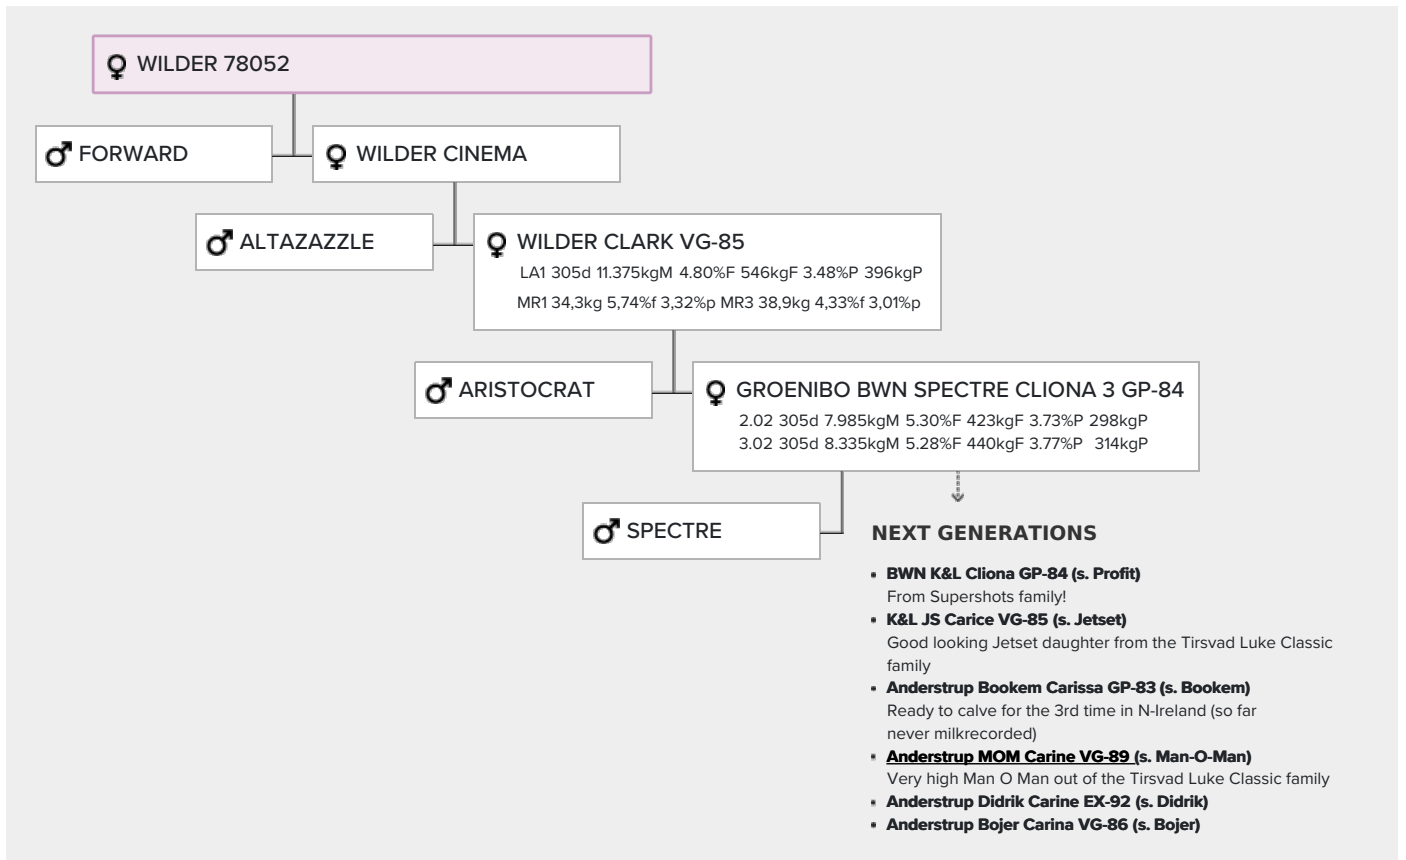 WILDER 78052
FORWARD
WILDER CINEMA
ALTAZAZZLE
WILDER CLARK VG-85
LA1 305d 11.375kgM 4.80%F 546kgF 3.48%P 396kgP
MR1 34,3kg 5,74%f 3,32%p MR3 38,9kg 4,33%f 3,01%p
ARISTOCRAT
GROENIBO BWN SPECTRE CLIONA 3 GP-84
2.02 305d 7.985kgM 5.30%F 423kgF 3.73%P 298kgP
3.02 305d 8.335kgM 5.28%F 440kgF 3.77%P 314kgP
SPECTRE
NEXT GENERATIONS
BWN K&L Cliona GP-84 (s. Profit)
From Supershots family!
K&L JS Carice VG-85 (s. Jetset)
Good looking Jetset daughter from the Tirsvad Luke Classic
family
Anderstrup Bookem Carissa GP-83 (s. Bookem)
Ready to calve for the 3rd time in N-Ireland (so far
never milkrecorded)
Anderstrup MOM Carine VG-89 (s. Man-O-Man)
Very high Man O Man out of the Tirsvad Luke Classic family
Anderstrup Didrik Carine EX-92 (s. Didrik)
Anderstrup Bojer Carina VG-86 (s. Bojer)